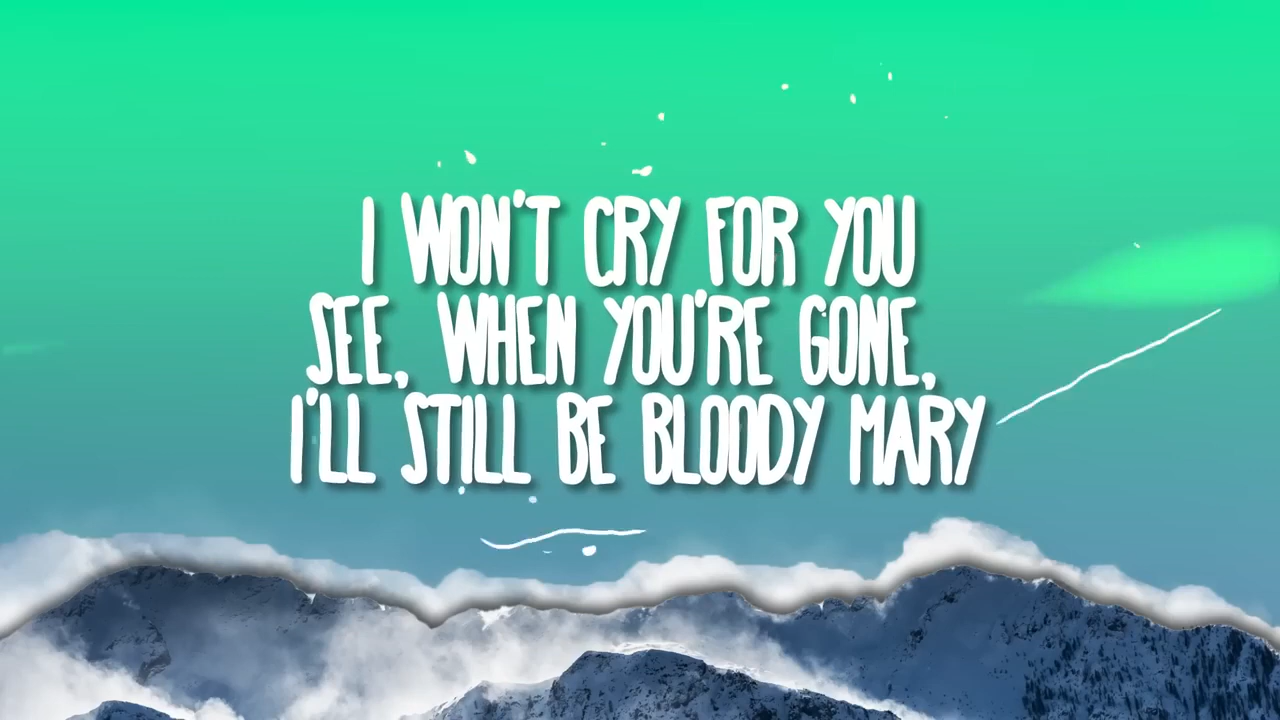 I WON'T CRY FOR YOU
SEE, WHEN YOU'RE GONE,
I'LL STILL BE BLOODY MARY